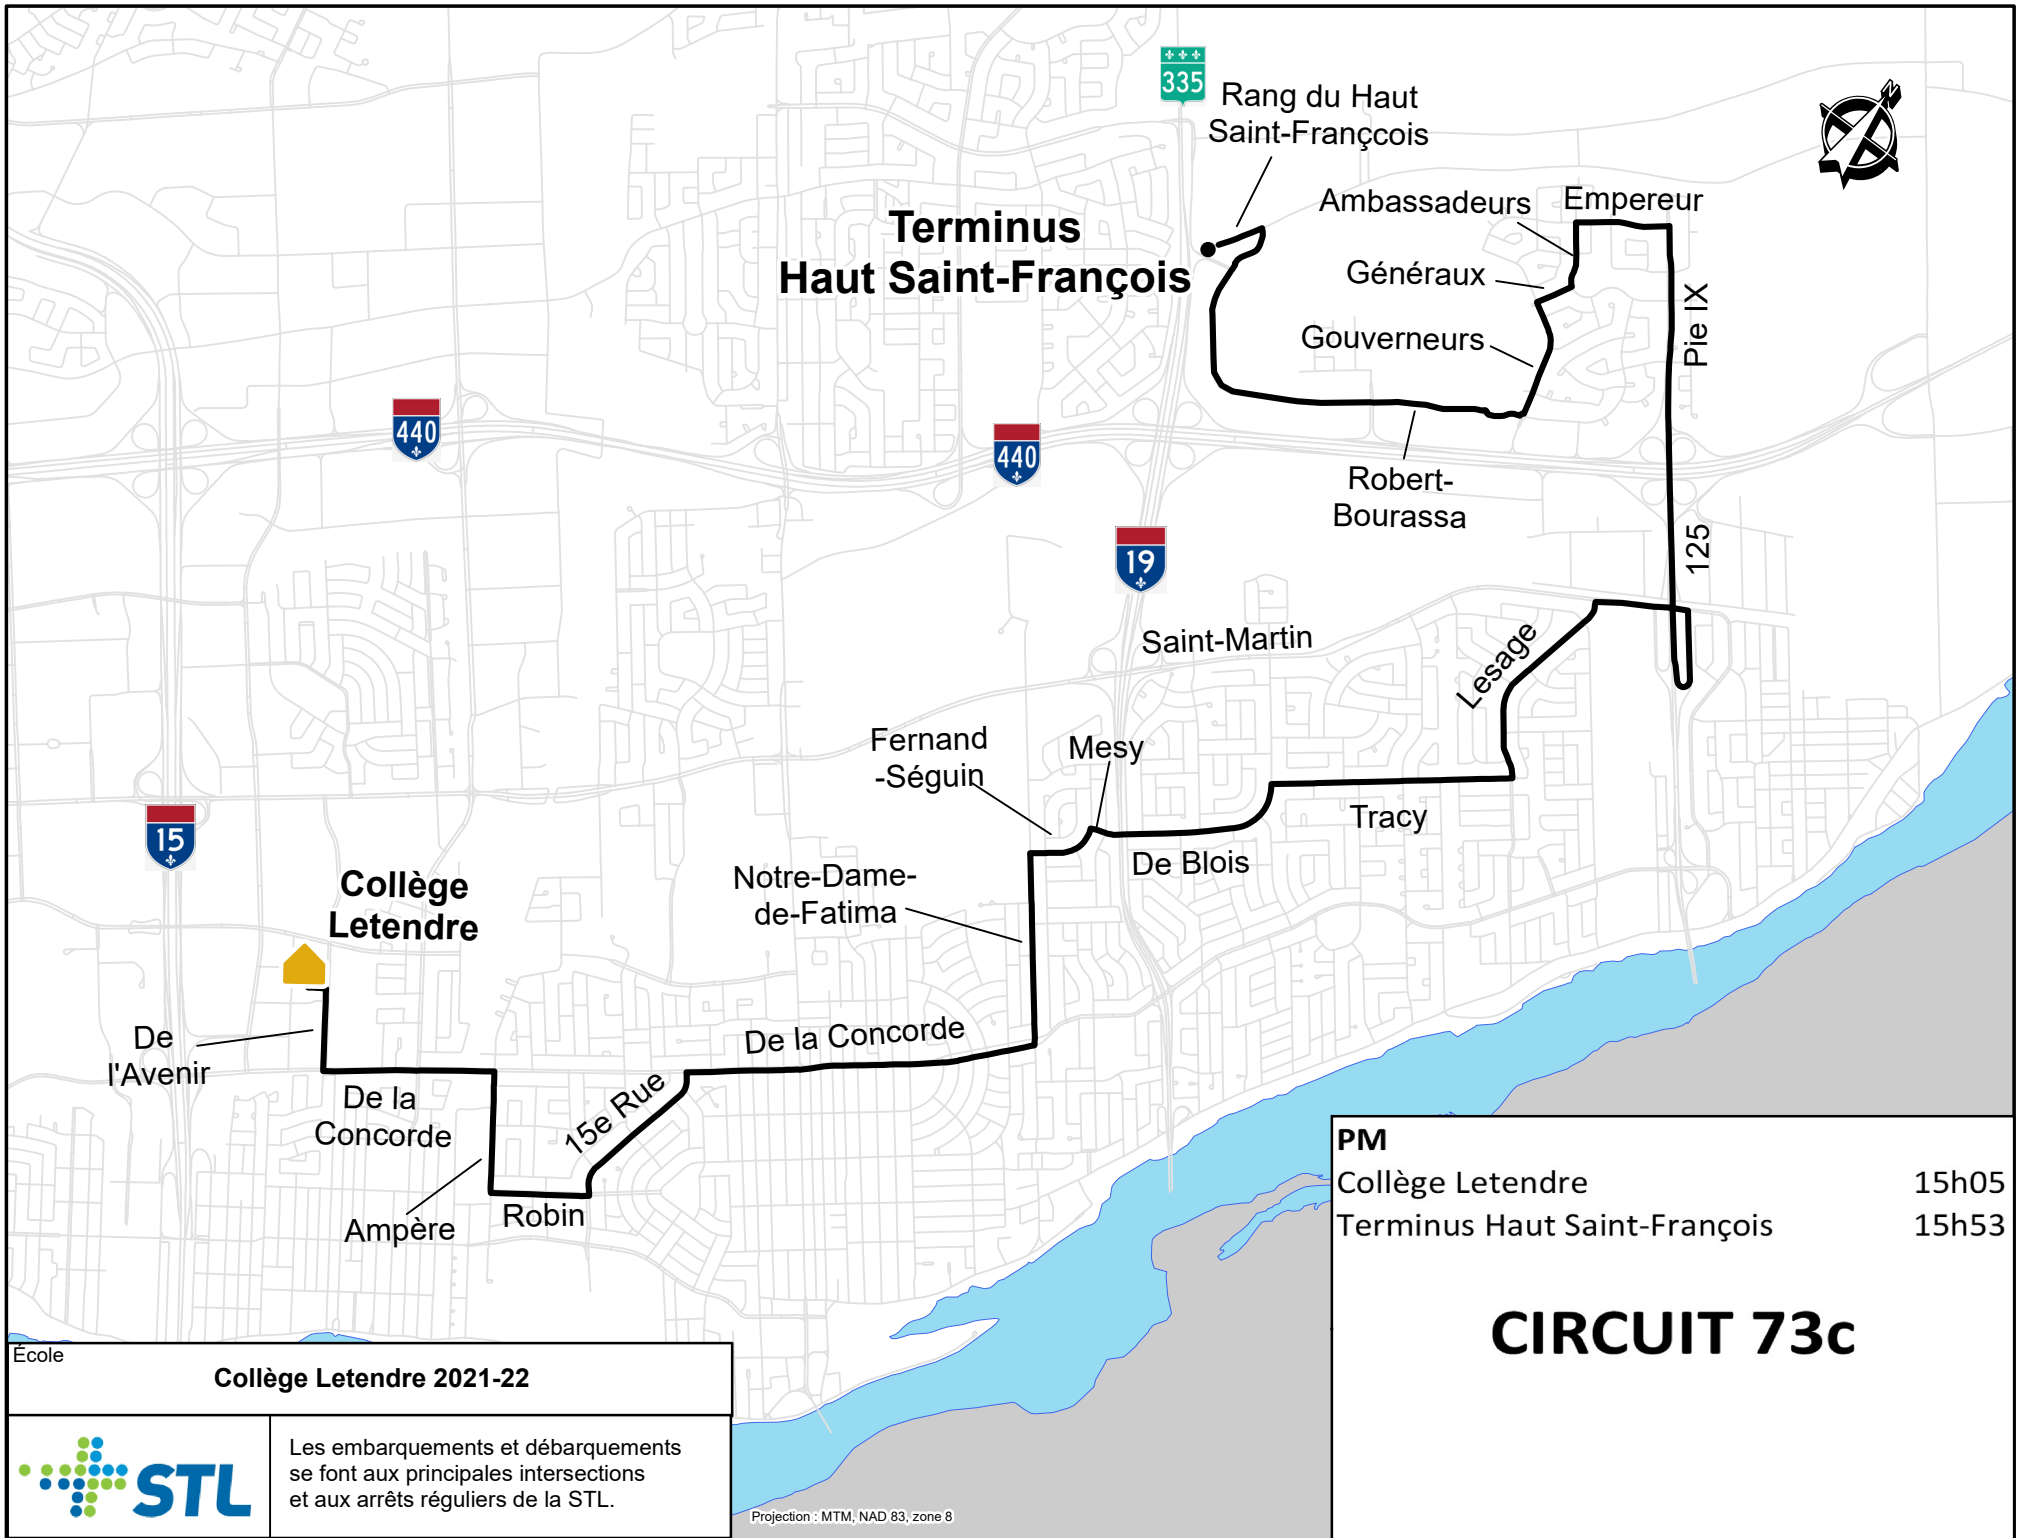 335
Rang du Haut
Saint-Françcois
Ambassadeurs
Empereur
N
Terminus
Haut Saint-François
Généraux
Gouverneurs
Pie IX
440
440
Robert-
Bourassa
125
19
Saint-Martin
Lesage
Fernand
-Séguin
Mesy
Tracy
De Blois
15
Collège
Letendre
Notre-Dame-
de-Fatima
De
l'Avenir
De la Concorde
De la
Concorde
15e Rue
Ampère
Robin
PM
Collège Letendre 15h05
Terminus Haut Saint-François 15h53
CIRCUIT 73c
École
Collège Letendre 2021-22
STL
Les embarquements et débarquements
se font aux principales intersections
et aux arrêts réguliers de la STL.
Projection : MTM, NAD 83, zone 8